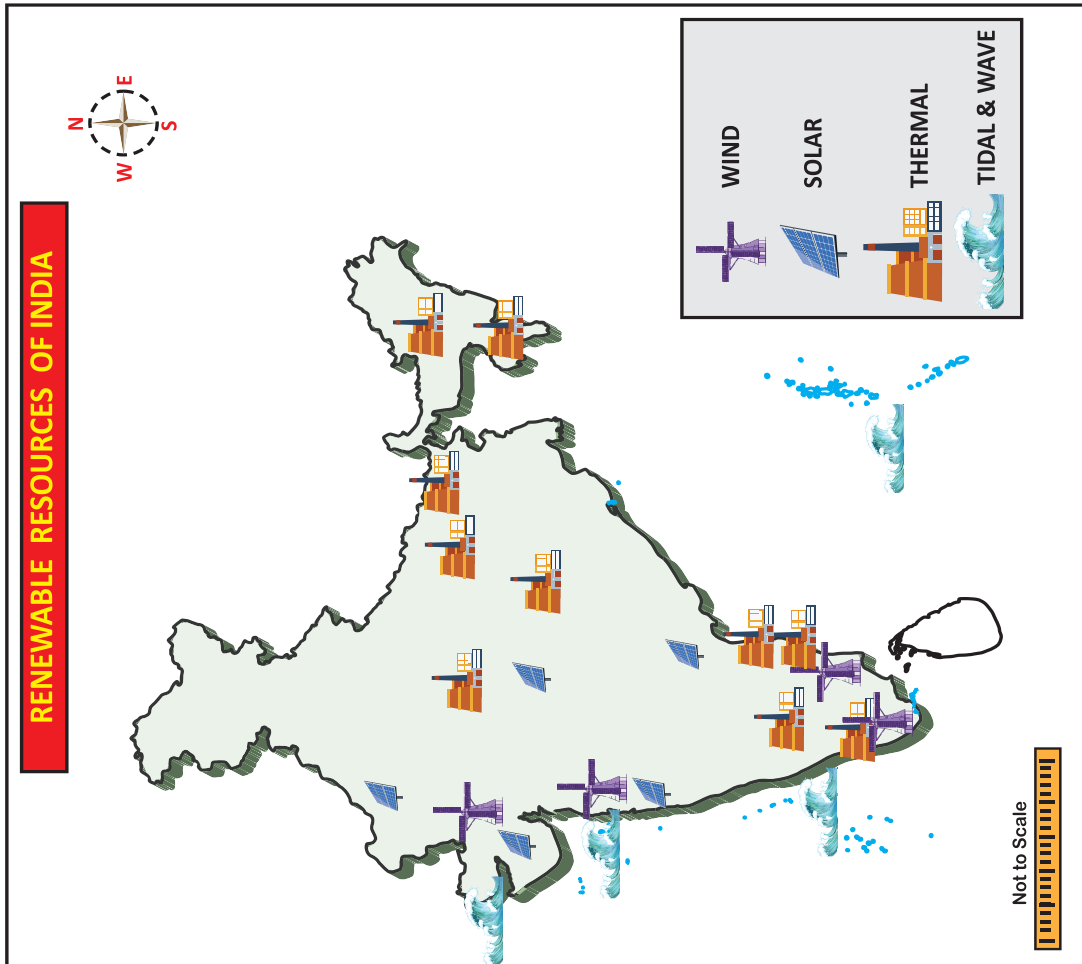 RENEWABLE RESOURCES OF INDIA
N
E
W
S
WIND
SOLAR
THERMAL
TIDAL & WAVE
Not to Scale